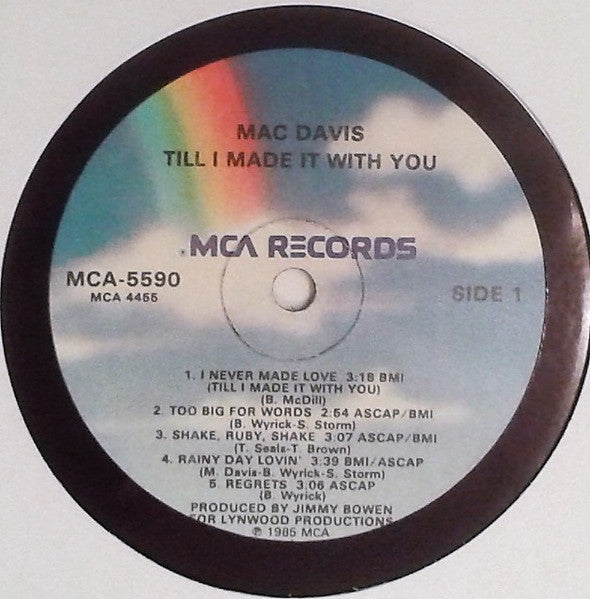 MAC DAVIS
TILL I MADE IT WITH YOU
MCA RECORDS
MCA-5590
MCA 4455
SIDE 1
1. I NEVER MADE LOVE 3:18 BMI
(TILL I MADE IT WITH YOU)
(B. McDill)
2. TOO BIG FOR WORDS 2:54 ASCAP/BMI
(B. Wyrick-S. Storm)
3. SHAKE, RUBY, SHAKE 3:07 ASCAP/BMI
(T. Seals-T. Brown)
4. RAINY DAY LOVIN' 3:39 BMI/ASCAP
(M. Davis-B. Wyrick-S. Storm)
5. REGRETS 3:06 ASCAP
(B. Wyrick)
PRODUCED BY JIMMY BOWEN
FOR LYNWOOD PRODUCTIONS
℗ 1985 MCA